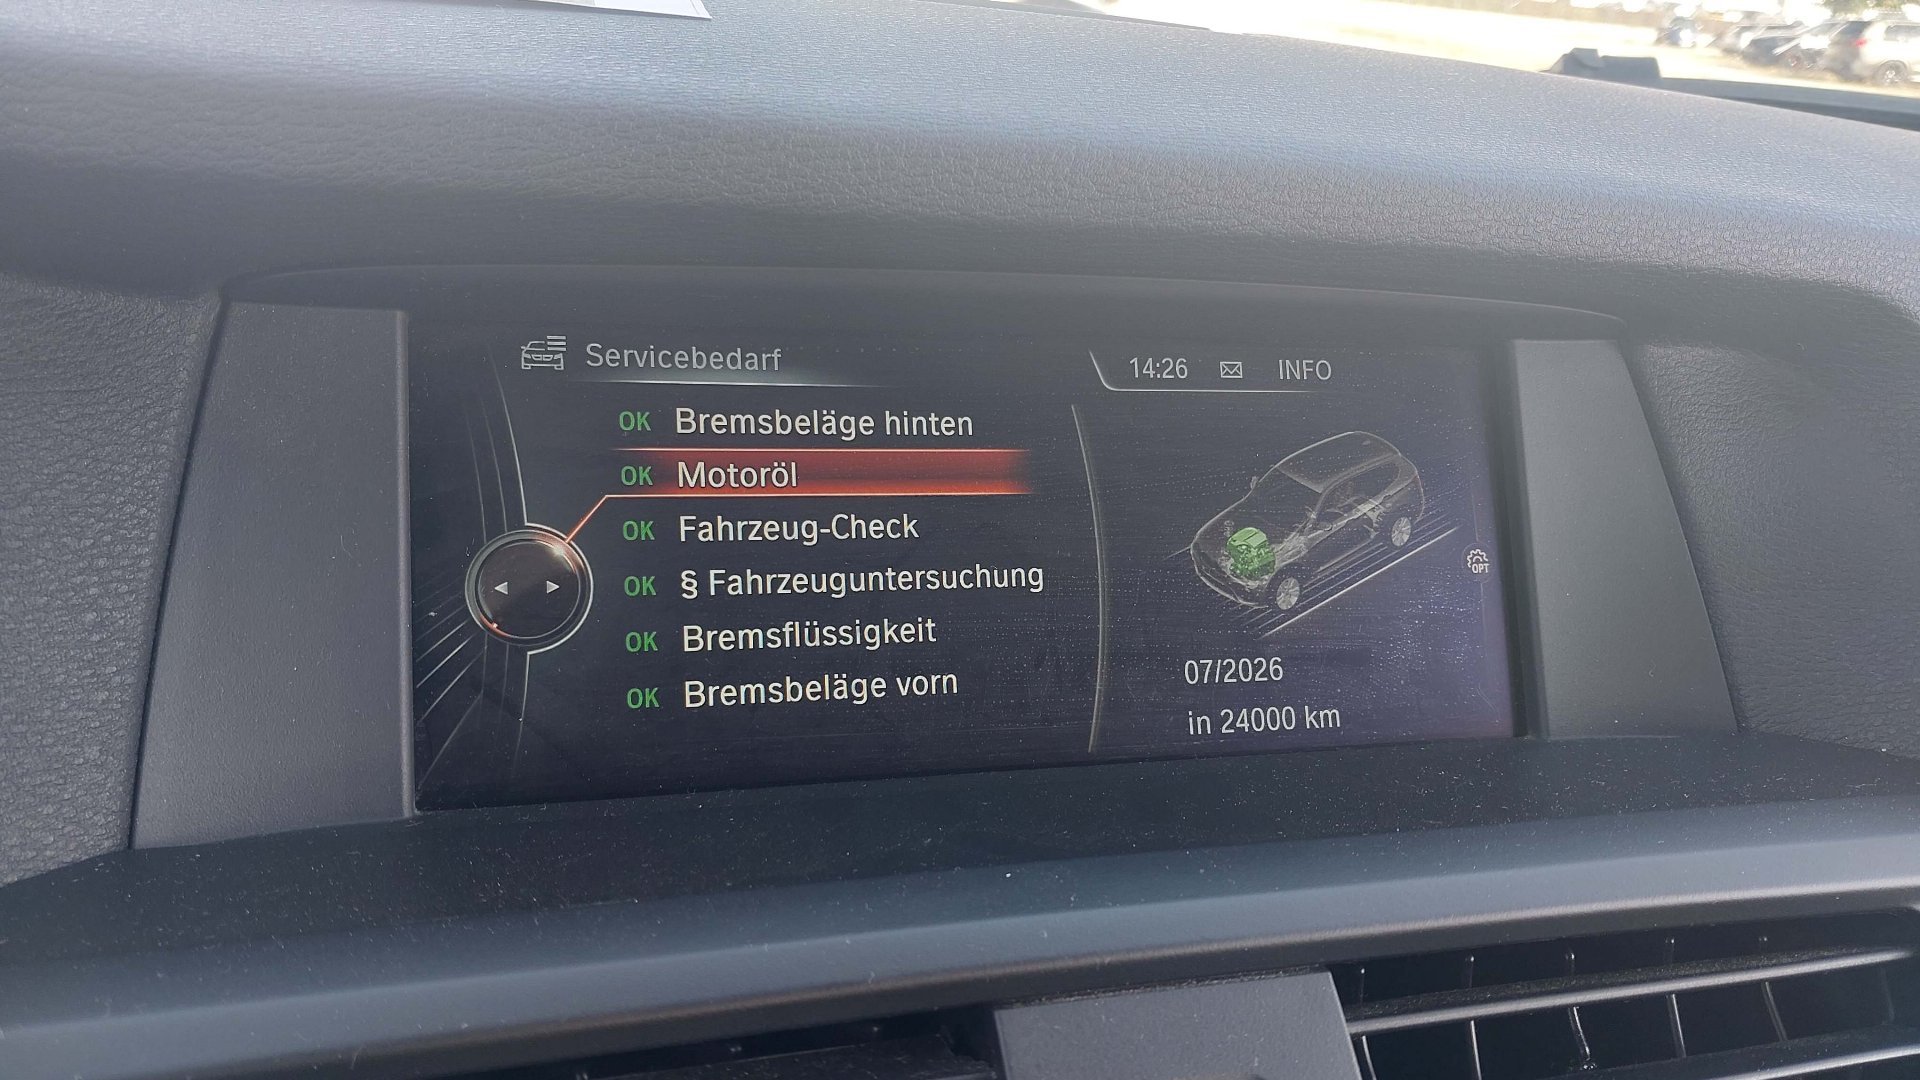 Servicebedarf
14:26 INFO
OK Bremsbeläge hinten
OK Motoröl
OK Fahrzeug-Check
OK § Fahrzeuguntersuchung
OK Bremsflüssigkeit
OK Bremsbeläge vorn
OPT
07/2026
in 24000 km